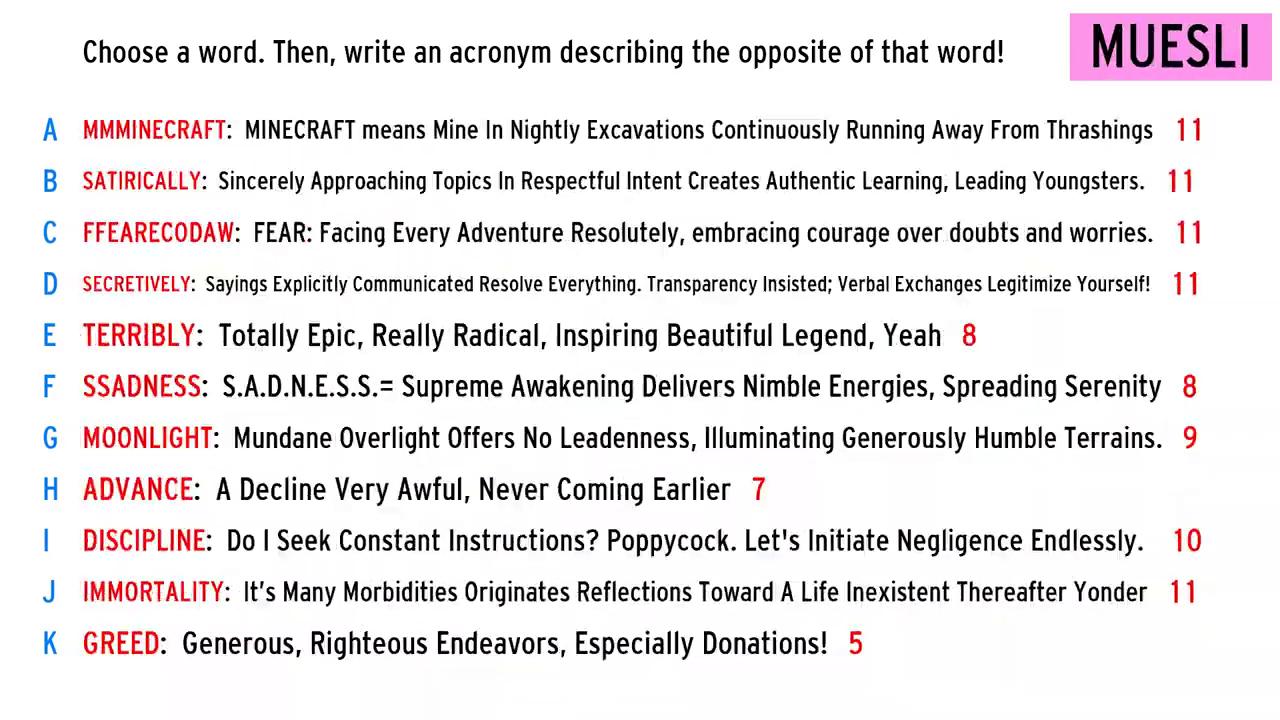 Choose a word. Then, write an acronym describing the opposite of that word!
MUESLI
A MMMINECRAFT: MINECRAFT means Mine In Nightly Excavations Continuously Running Away From Thrashings 11
B SATIRICALLY: Sincerely Approaching Topics In Respectful Intent Creates Authentic Learning, Leading Youngsters. 11
C FFEARECODAW: FEAR: Facing Every Adventure Resolutely, embracing courage over doubts and worries. 11
D SECRETIVELY: Sayings Explicitly Communicated Resolve Everything. Transparency Insisted; Verbal Exchanges Legitimize Yourself! 11
E TERRIBLY: Totally Epic, Really Radical, Inspiring Beautiful Legend, Yeah 8
F SSADNESS: S.A.D.N.E.S.S.= Supreme Awakening Delivers Nimble Energies, Spreading Serenity 8
G MOONLIGHT: Mundane Overlight Offers No Leadenness, Illuminating Generously Humble Terrains. 9
H ADVANCE: A Decline Very Awful, Never Coming Earlier 7
I DISCIPLINE: Do I Seek Constant Instructions? Poppycock. Let's Initiate Negligence Endlessly. 10
J IMMORTALITY: It’s Many Morbidities Originates Reflections Toward A Life Inexistent Thereafter Yonder 11
K GREED: Generous, Righteous Endeavors, Especially Donations! 5